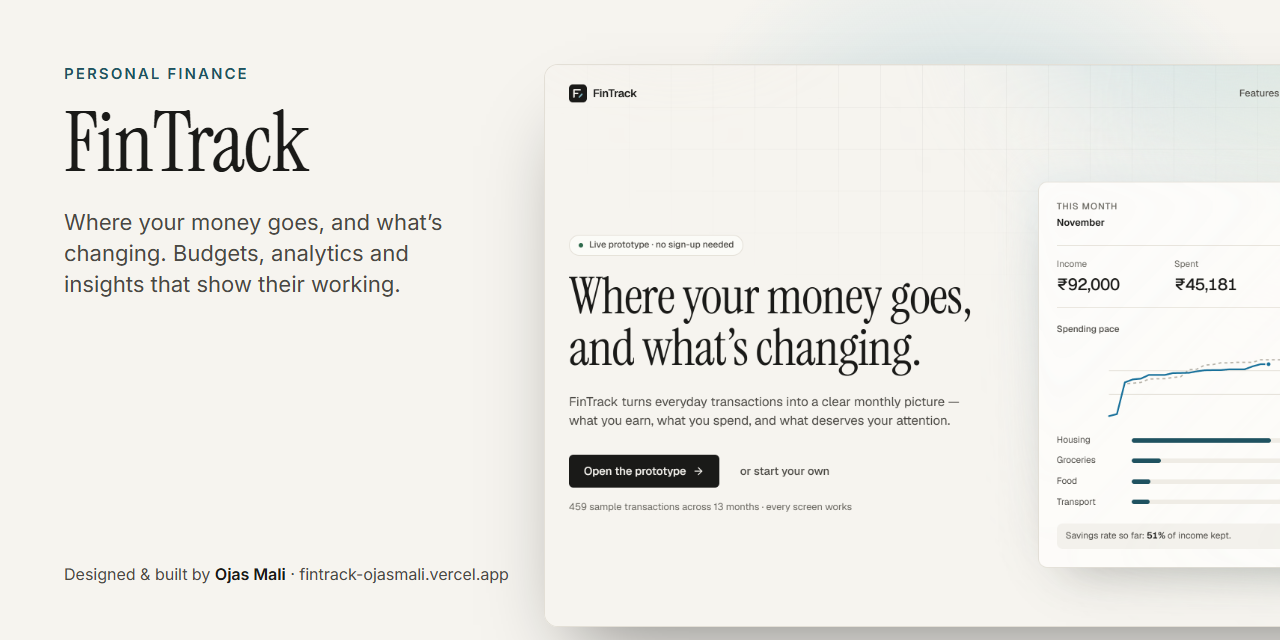 PERSONAL FINANCE
FinTrack
Where your money goes, and what's
changing. Budgets, analytics and
insights that show their working.
Designed & built by Ojas Mali · fintrack-ojasmali.vercel.app
FinTrack
Features
Live prototype · no sign-up needed
Where your money goes,
and what's changing.
FinTrack turns everyday transactions into a clear monthly picture —
what you earn, what you spend, and what deserves your attention.
Open the prototype →
or start your own
459 sample transactions across 13 months · every screen works
THIS MONTH
November
Income
Spent
₹92,000
₹45,181
Spending pace
Housing
Groceries
Food
Transport
Savings rate so far: 51% of income kept.